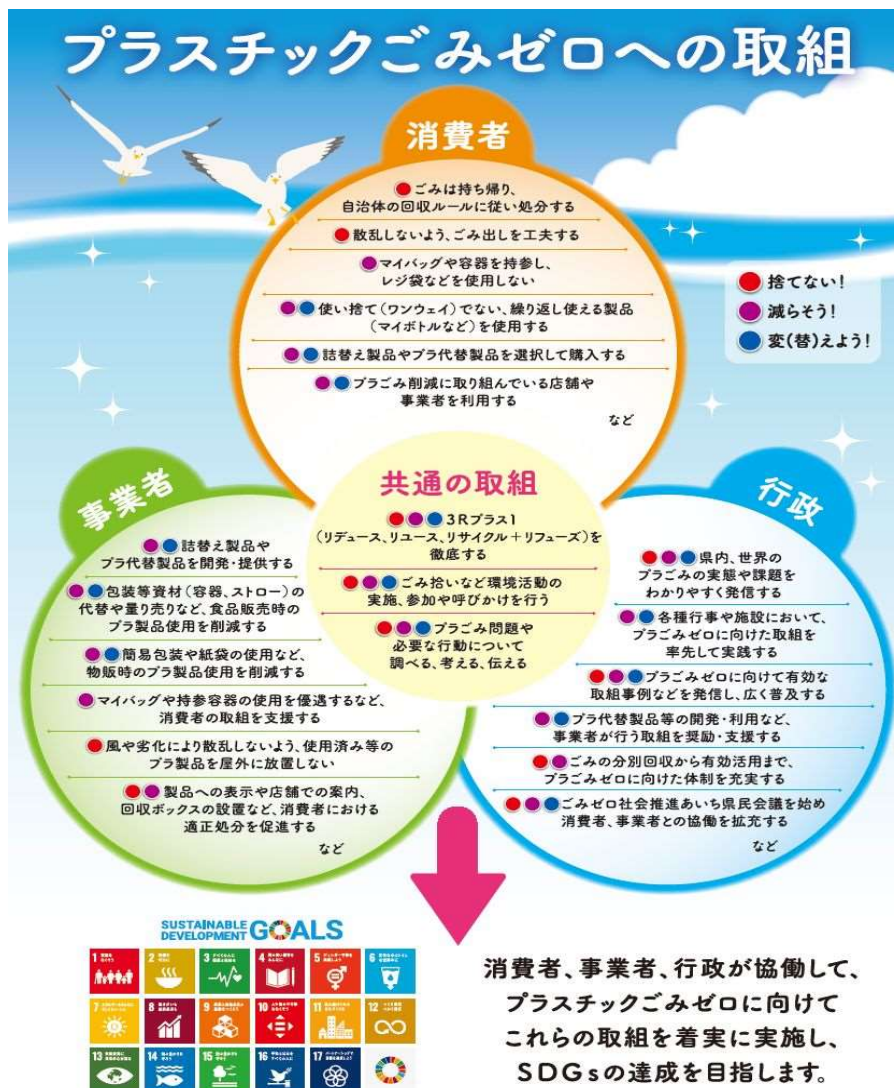 プラスチックごみゼロへの取組
消費者
●ごみは持ち帰り、
自治体の回収ルールに従い処分する
●散乱しないよう、ごみ出しを工夫する
●マイバッグや容器を持参し、
レジ袋などを使用しない
●●使い捨て(ワンウェイ)でない、繰り返し使える製品
(マイボトルなど)を使用する
●●詰替え製品やプラ代替製品を選択して購入する
●●プラごみ削減に取り組んでいる店舗や
事業者を利用する
など
●捨てない!
●減らそう!
●変(替)えよう!
共通の取組
●●●3Rプラス1
(リデュース、リユース、リサイクル+リフューズ)を
徹底する
●●●ごみ拾いなど環境活動の
実施、参加や呼びかけを行う
●●●プラごみ問題や
必要な行動について
調べる、考える、伝える
事業者
●●詰替え製品や
プラ代替製品を開発・提供する
●●包装等資材(容器、ストロー)の
代替や量り売りなど、食品販売時の
プラ製品使用を削減する
●●簡易包装や紙袋の使用など、
物販時のプラ製品使用を削減する
●マイバッグや持参容器の使用を優遇するなど、
消費者の取組を支援する
●風や劣化により散乱しないよう、使用済み等の
プラ製品を屋外に放置しない
●●製品への表示や店舗での案内、
回収ボックスの設置など、消費者における
適正処分を促進する
など
行政
●●●県内、世界の
プラごみの実態や課題を
わかりやすく発信する
●●各種行事や施設において、
プラごみゼロに向けた取組を
率先して実践する
●●●プラごみゼロに向けて有効な
取組事例などを発信し、広く普及する
●●プラ代替製品等の開発・利用など、
事業者が行う取組を奨励・支援する
●●ごみの分別回収から有効活用まで、
プラごみゼロに向けた体制を充実する
●●●ごみゼロ社会推進あいち県民会議を始め
消費者、事業者との協働を拡充する
など
SUSTAINABLE
DEVELOPMENT GOALS
1
2
3
4
5
6
7
8
9
10
11
12
13
14
15
16
17
消費者、事業者、行政が協働して、
プラスチックごみゼロに向けて
これらの取組を着実に実施し、
SDGsの達成を目指します。